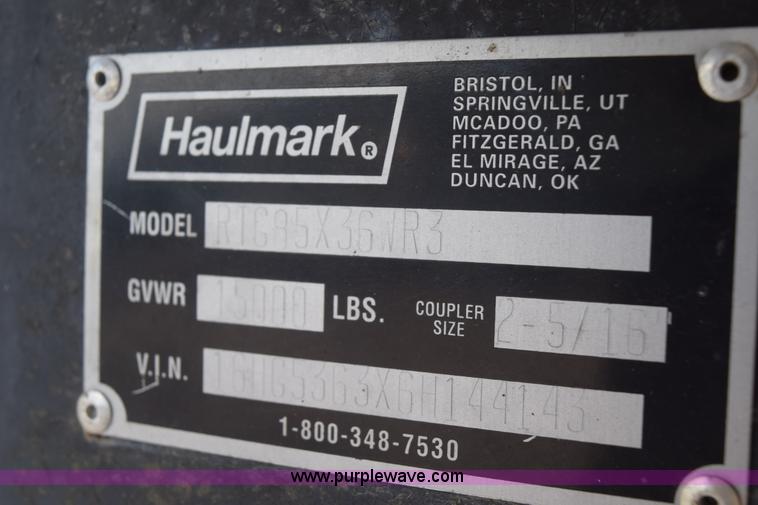 Haulmark®
BRISTOL, IN
SPRINGVILLE, UT
MCADOO, PA
FITZGERALD, GA
EL MIRAGE, AZ
DUNCAN, OK
MODEL
GVWR 15000 LBS. COUPLER SIZE 2-5/16"
V.I.N.
1-800-348-7530
www.purplewave.com